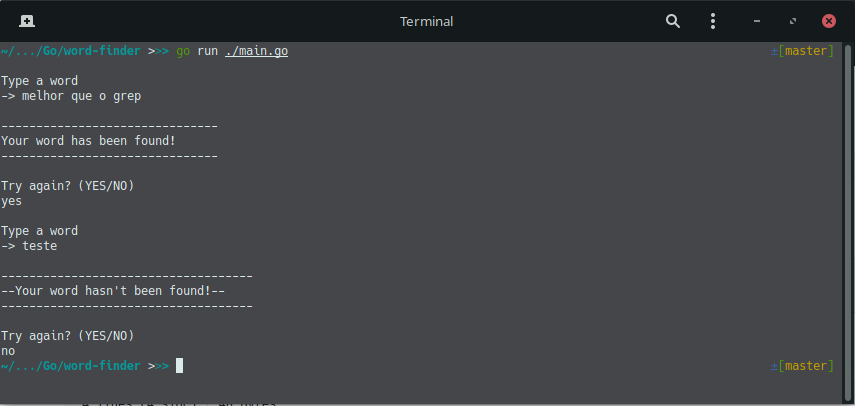 Terminal
~/.../Go/word-finder >>> go run ./main.go ±[master]
Type a word
-> melhor que o grep
-------------------------------
Your word has been found!
-------------------------------
Try again? (YES/NO)
yes
Type a word
-> teste
------------------------------------
--Your word hasn't been found!--
------------------------------------
Try again? (YES/NO)
no
~/.../Go/word-finder >>> ±[master]